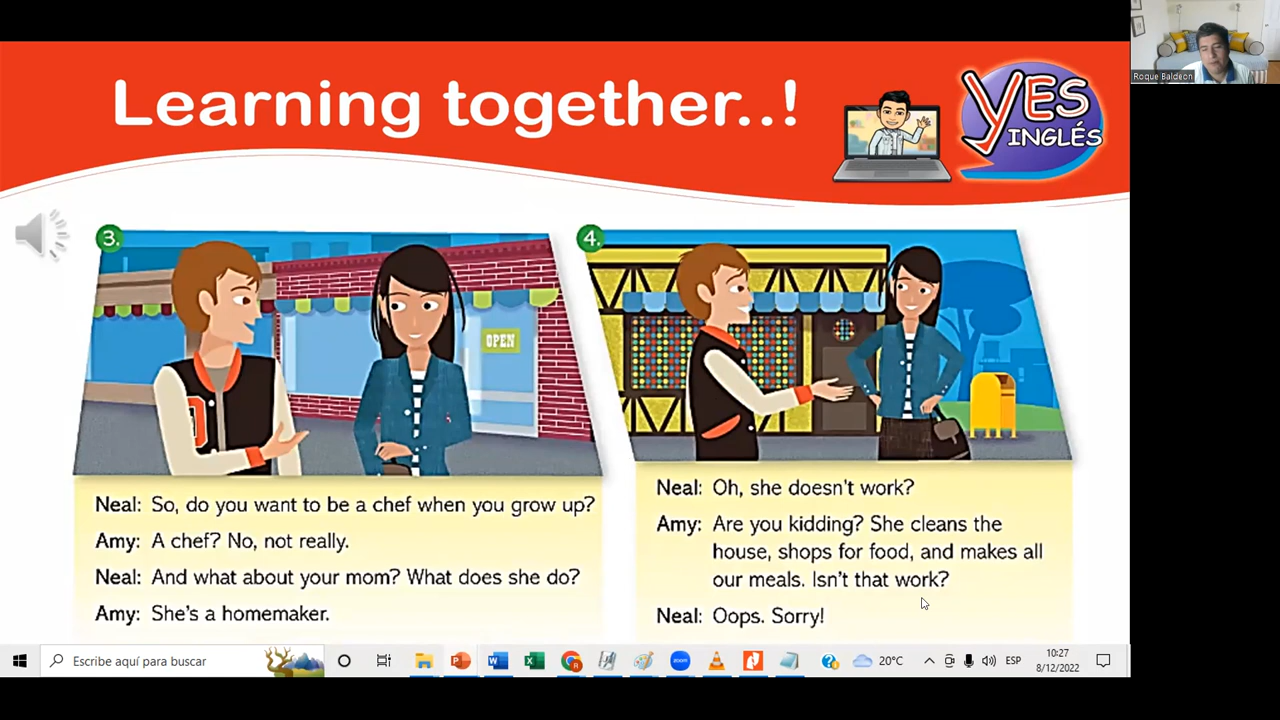 Learning together..!
YES
INGLÉS
Roque Baldeon
3.
OPEN
Neal: So, do you want to be a chef when you grow up?
Amy: A chef? No, not really.
Neal: And what about your mom? What does she do?
Amy: She's a homemaker.
4.
Neal: Oh, she doesn't work?
Amy: Are you kidding? She cleans the
house, shops for food, and makes all
our meals. Isn't that work?
Neal: Oops. Sorry!
Escribe aquí para buscar
zoom
20°C
ESP
10:27
8/12/2022